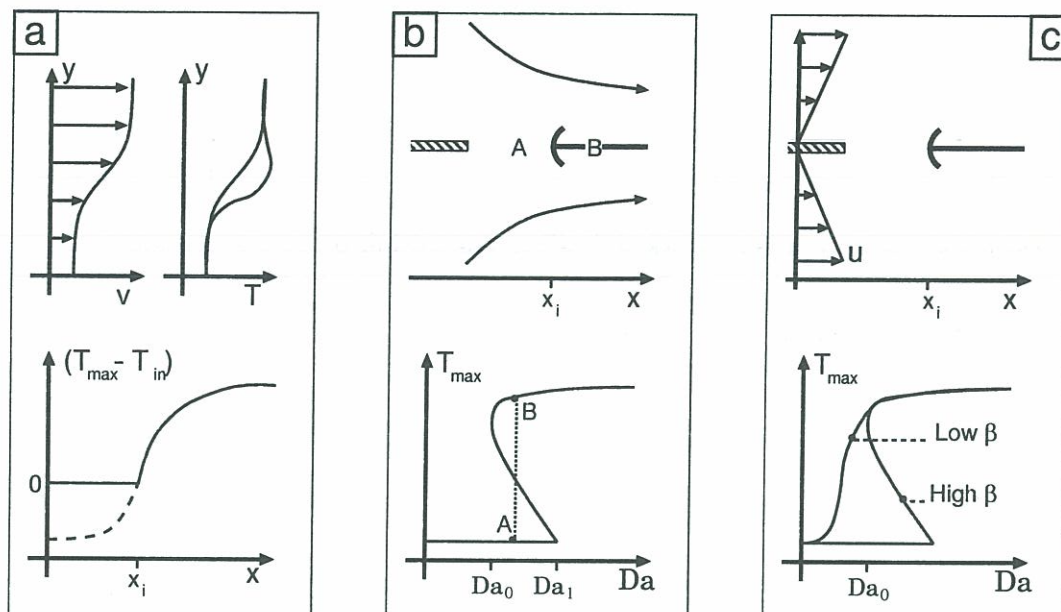 a
y
y
v
T
(T_max - T_in)
0
x_i
x
b
A
B
x_i
x
T_max
B
A
Da_0
Da_1
Da
c
u
x_i
x
T_max
Low β
High β
Da_0
Da